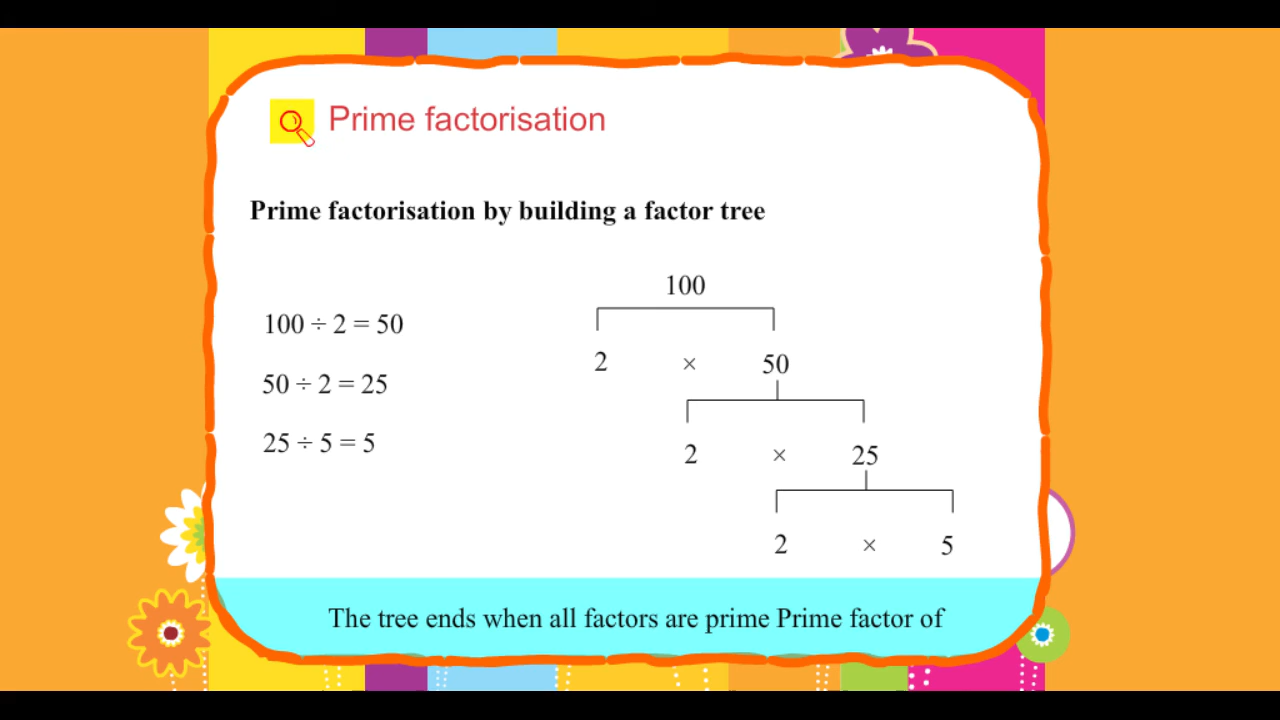 Prime factorisation
Prime factorisation by building a factor tree
100 ÷ 2 = 50
50 ÷ 2 = 25
25 ÷ 5 = 5
100
2 × 50
2 × 25
2 × 5
The tree ends when all factors are prime Prime factor of